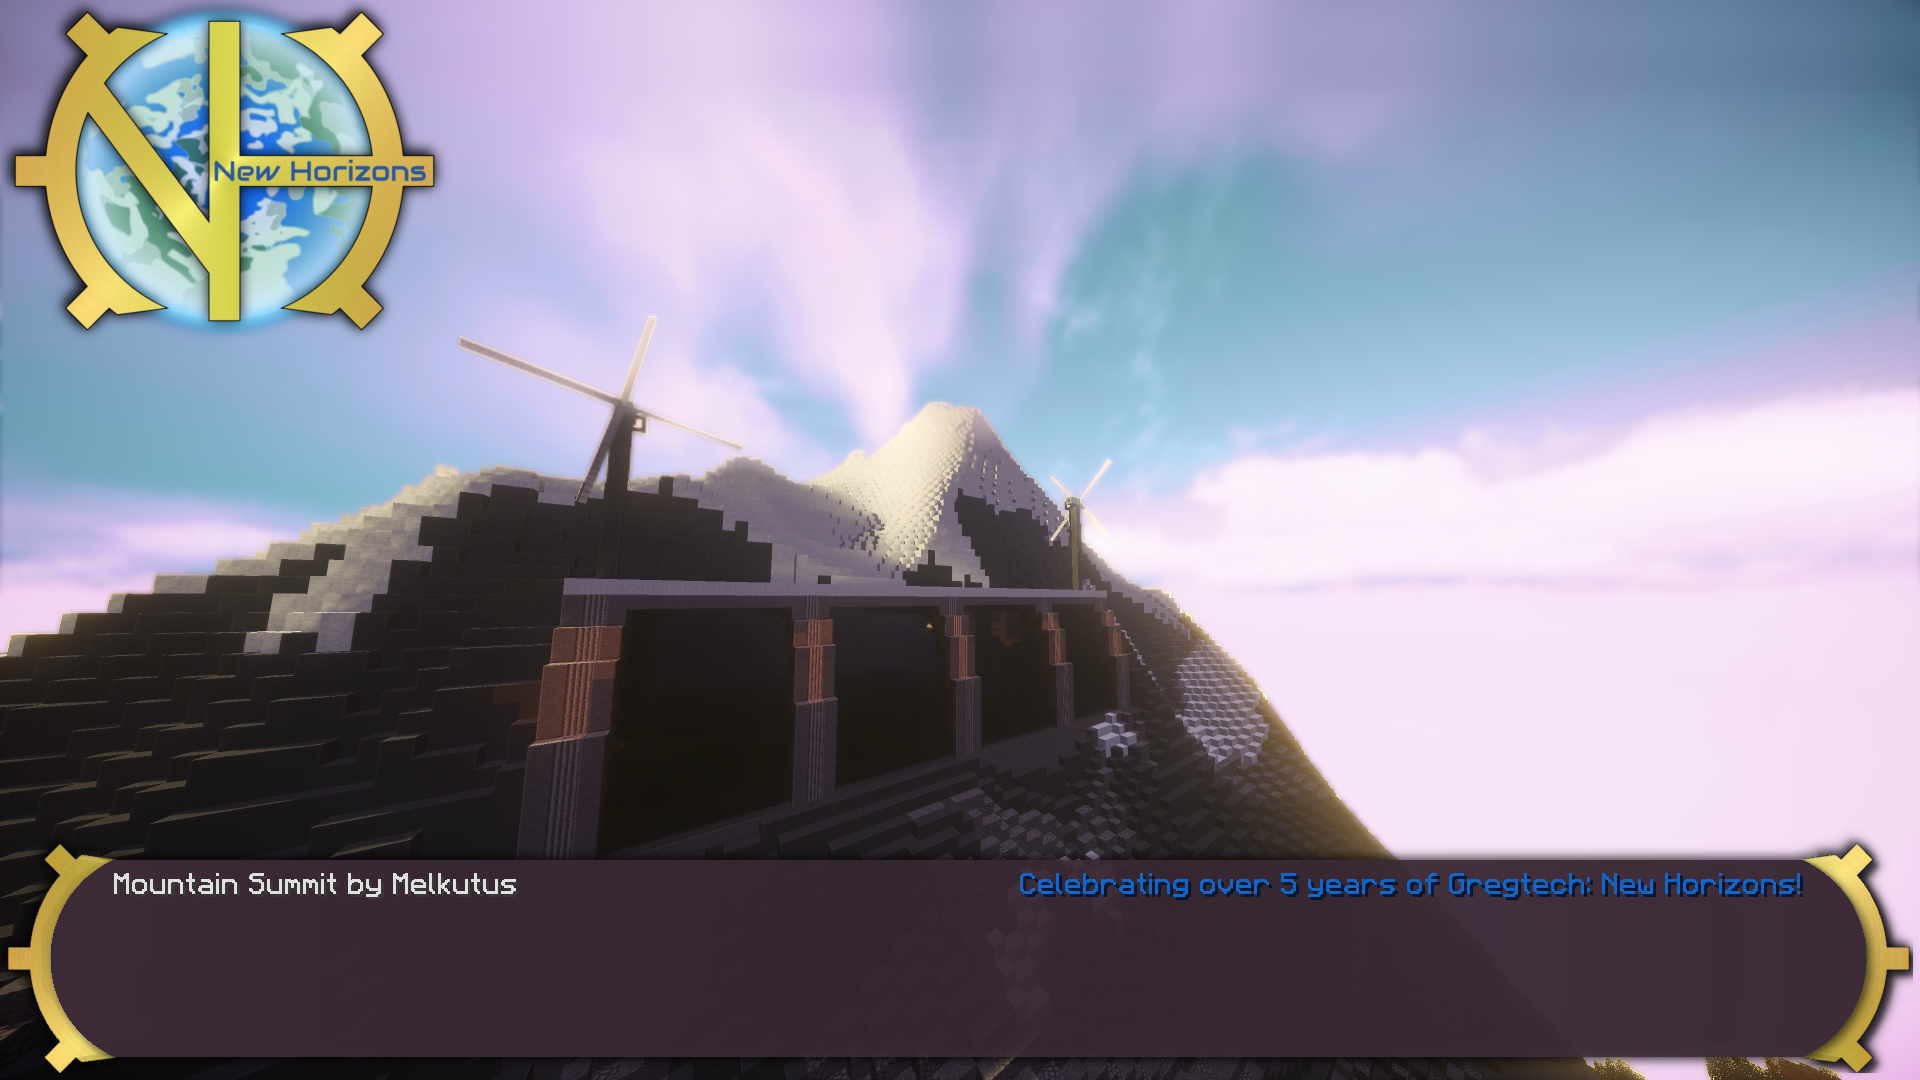 New Horizons
Mountain Summit by Melkutus
Celebrating over 5 years of Gregtech: New Horizons!